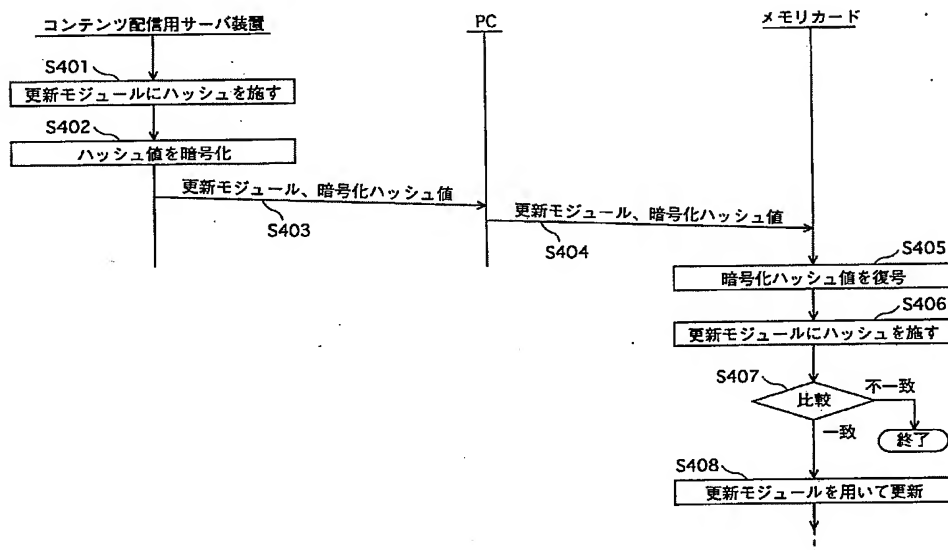 コンテンツ配信用サーバ装置
PC
メモリカード
S401
更新モジュールにハッシュを施す
S402
ハッシュ値を暗号化
更新モジュール、暗号化ハッシュ値
S403
更新モジュール、暗号化ハッシュ値
S404
S405
暗号化ハッシュ値を復号
S406
更新モジュールにハッシュを施す
S407
比較
不一致
一致
終了
S408
更新モジュールを用いて更新